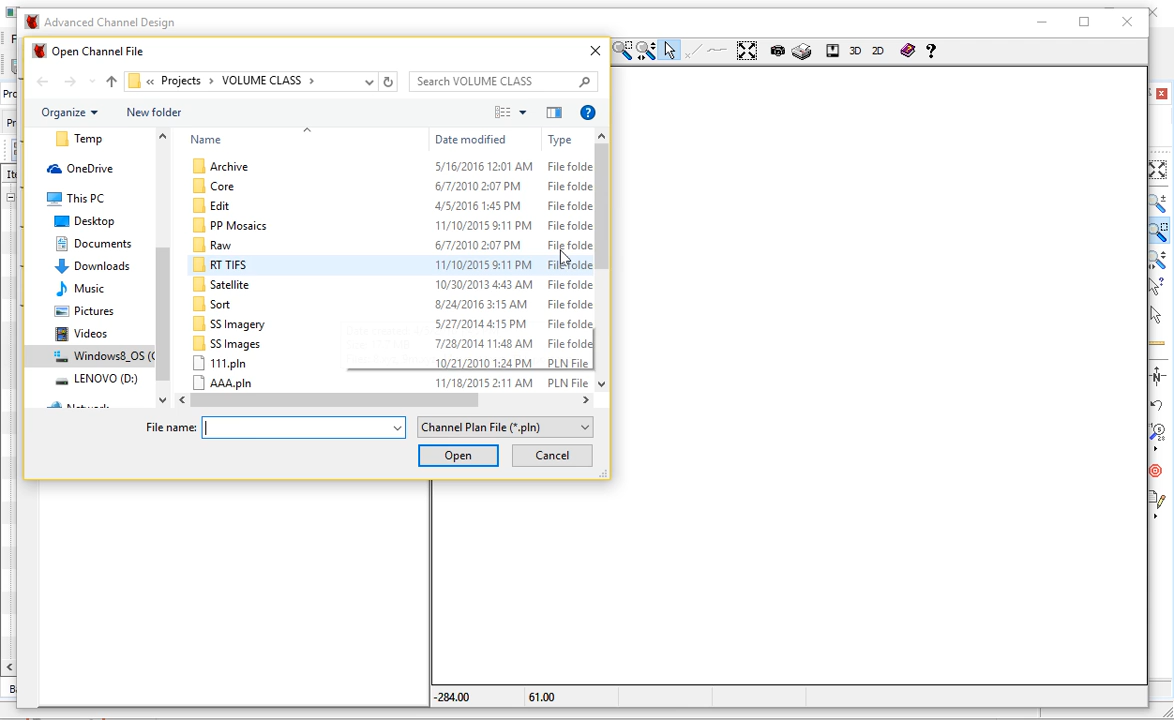 Advanced Channel Design
Open Channel File
« Projects > VOLUME CLASS >
Search VOLUME CLASS
Organize
New folder
Temp
OneDrive
This PC
Desktop
Documents
Downloads
Music
Pictures
Videos
Windows8_OS (C
LENOVO (D:)
Name Date modified Type
Archive 5/16/2016 12:01 AM File folde
Core 6/7/2010 2:07 PM File folde
Edit 4/5/2016 1:45 PM File folde
PP Mosaics 11/10/2015 9:11 PM File folde
Raw 6/7/2010 2:07 PM File folde
RT TIFS 11/10/2015 9:11 PM File folde
Satellite 10/30/2013 4:43 AM File folde
Sort 8/24/2016 3:15 AM File folde
SS Imagery 5/27/2014 4:15 PM File folde
SS Images 7/28/2014 11:48 AM File folde
111.pln 10/21/2010 1:24 PM PLN File
AAA.pln 11/18/2015 2:11 AM PLN File
File name:
Channel Plan File (*.pln)
Open Cancel
3D 2D ?
-284.00 61.00